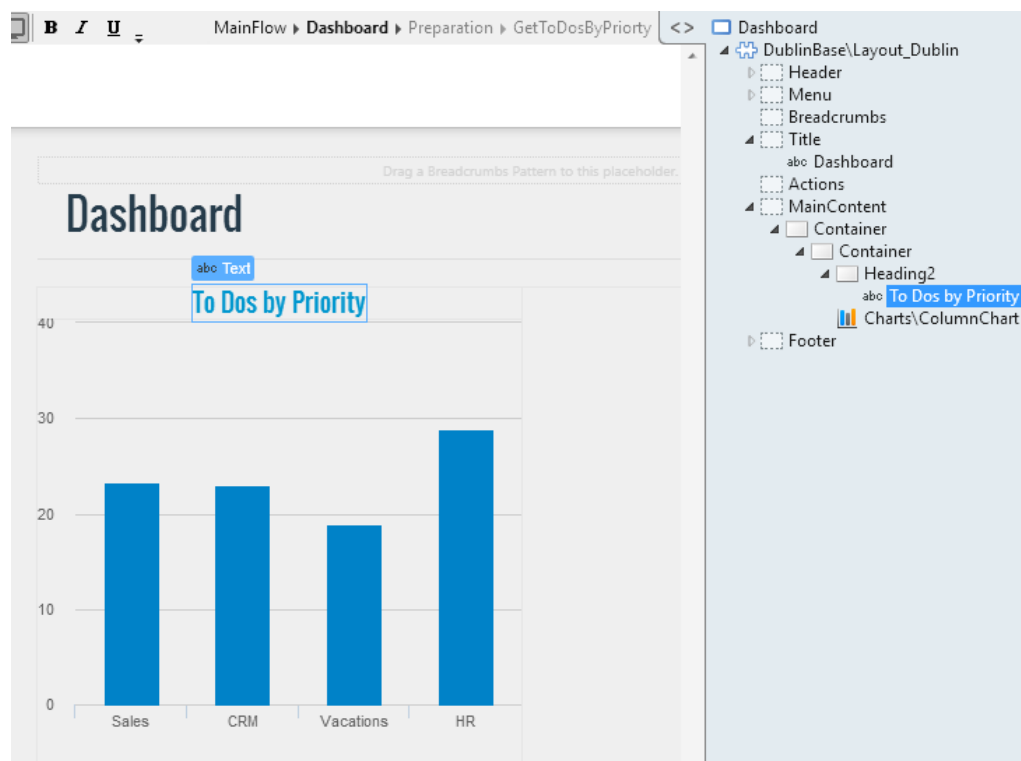 B I U MainFlow Dashboard Preparation GetToDosByPriorty <>
Drag a Breadcrumbs Pattern to this placeholder.
Dashboard
abc Text
To Dos by Priority
40
30
20
10
0
Sales CRM Vacations HR
Dashboard
DublinBase\Layout_Dublin
Header
Menu
Breadcrumbs
Title
abc Dashboard
Actions
MainContent
Container
Container
Heading2
abc To Dos by Priority
Charts\ColumnChart
Footer